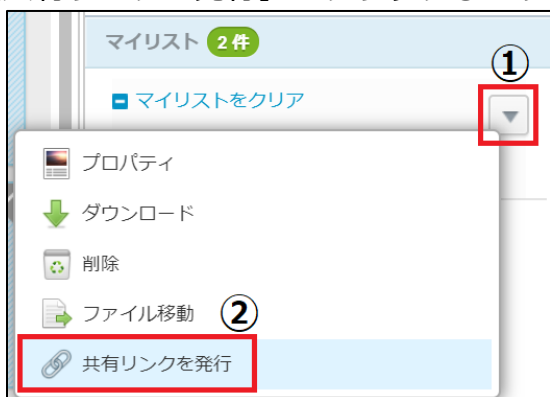 マイリスト 2件
①
マイリストをクリア
プロパティ
ダウンロード
削除
ファイル移動
②
共有リンクを発行